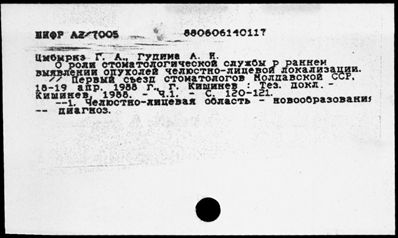 ШИФР А2/7005 880606140117
Цыбырнэ Г. А., Гудима А. И.
О роли стоматологической службы р раннем
выявлении опухолей челюстно-лицевой локализации.
// Первый съезд стоматологов Молдавской ССР,
18-19 апр. 1988 г., г. Кишинев : Тез. докл. -
Кишинев, 1988. - Ч.1. - С. 120-121.
--1. Челюстно-лицевая область - новообразования
-- диагноз.